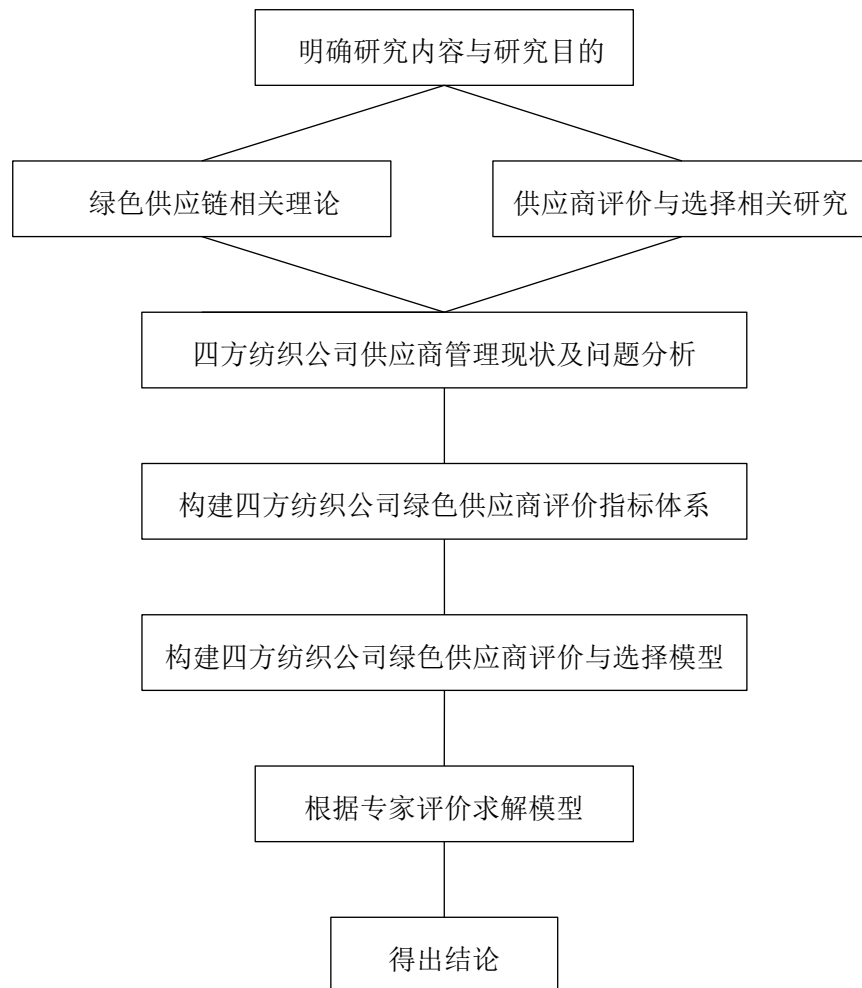 明确研究内容与研究目的
绿色供应链相关理论
供应商评价与选择相关研究
四方纺织公司供应商管理现状及问题分析
构建四方纺织公司绿色供应商评价指标体系
构建四方纺织公司绿色供应商评价与选择模型
根据专家评价求解模型
得出结论